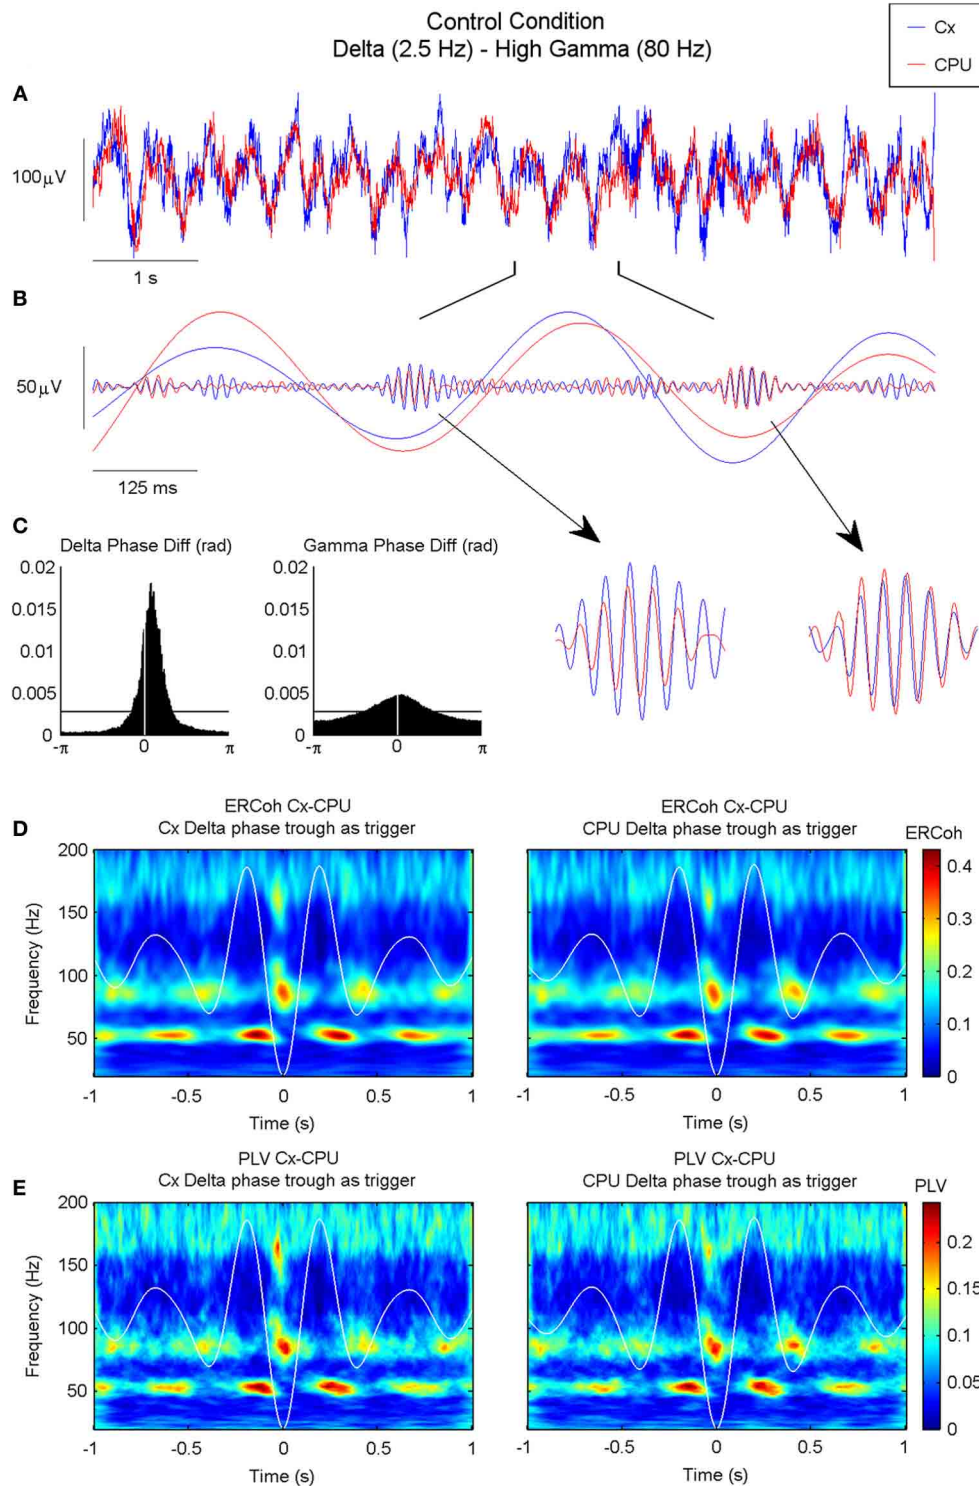 Control Condition
Delta (2.5 Hz) - High Gamma (80 Hz)
Cx
CPU
A
100μV
1 s
B
50μV
125 ms
C
Delta Phase Diff (rad)
Gamma Phase Diff (rad)
0.02
0.015
0.01
0.005
0
-π
0
π
0.02
0.015
0.01
0.005
0
-π
0
π
D
ERCoh Cx-CPU
Cx Delta phase trough as trigger
ERCoh Cx-CPU
CPU Delta phase trough as trigger
ERCoh
Frequency (Hz)
200
150
100
50
-1
-0.5
0
0.5
1
Time (s)
200
150
100
50
-1
-0.5
0
0.5
1
Time (s)
0.4
0.3
0.2
0.1
0
E
PLV Cx-CPU
Cx Delta phase trough as trigger
PLV Cx-CPU
CPU Delta phase trough as trigger
PLV
Frequency (Hz)
200
150
100
50
-1
-0.5
0
0.5
1
Time (s)
200
150
100
50
-1
-0.5
0
0.5
1
Time (s)
0.2
0.15
0.1
0.05
0